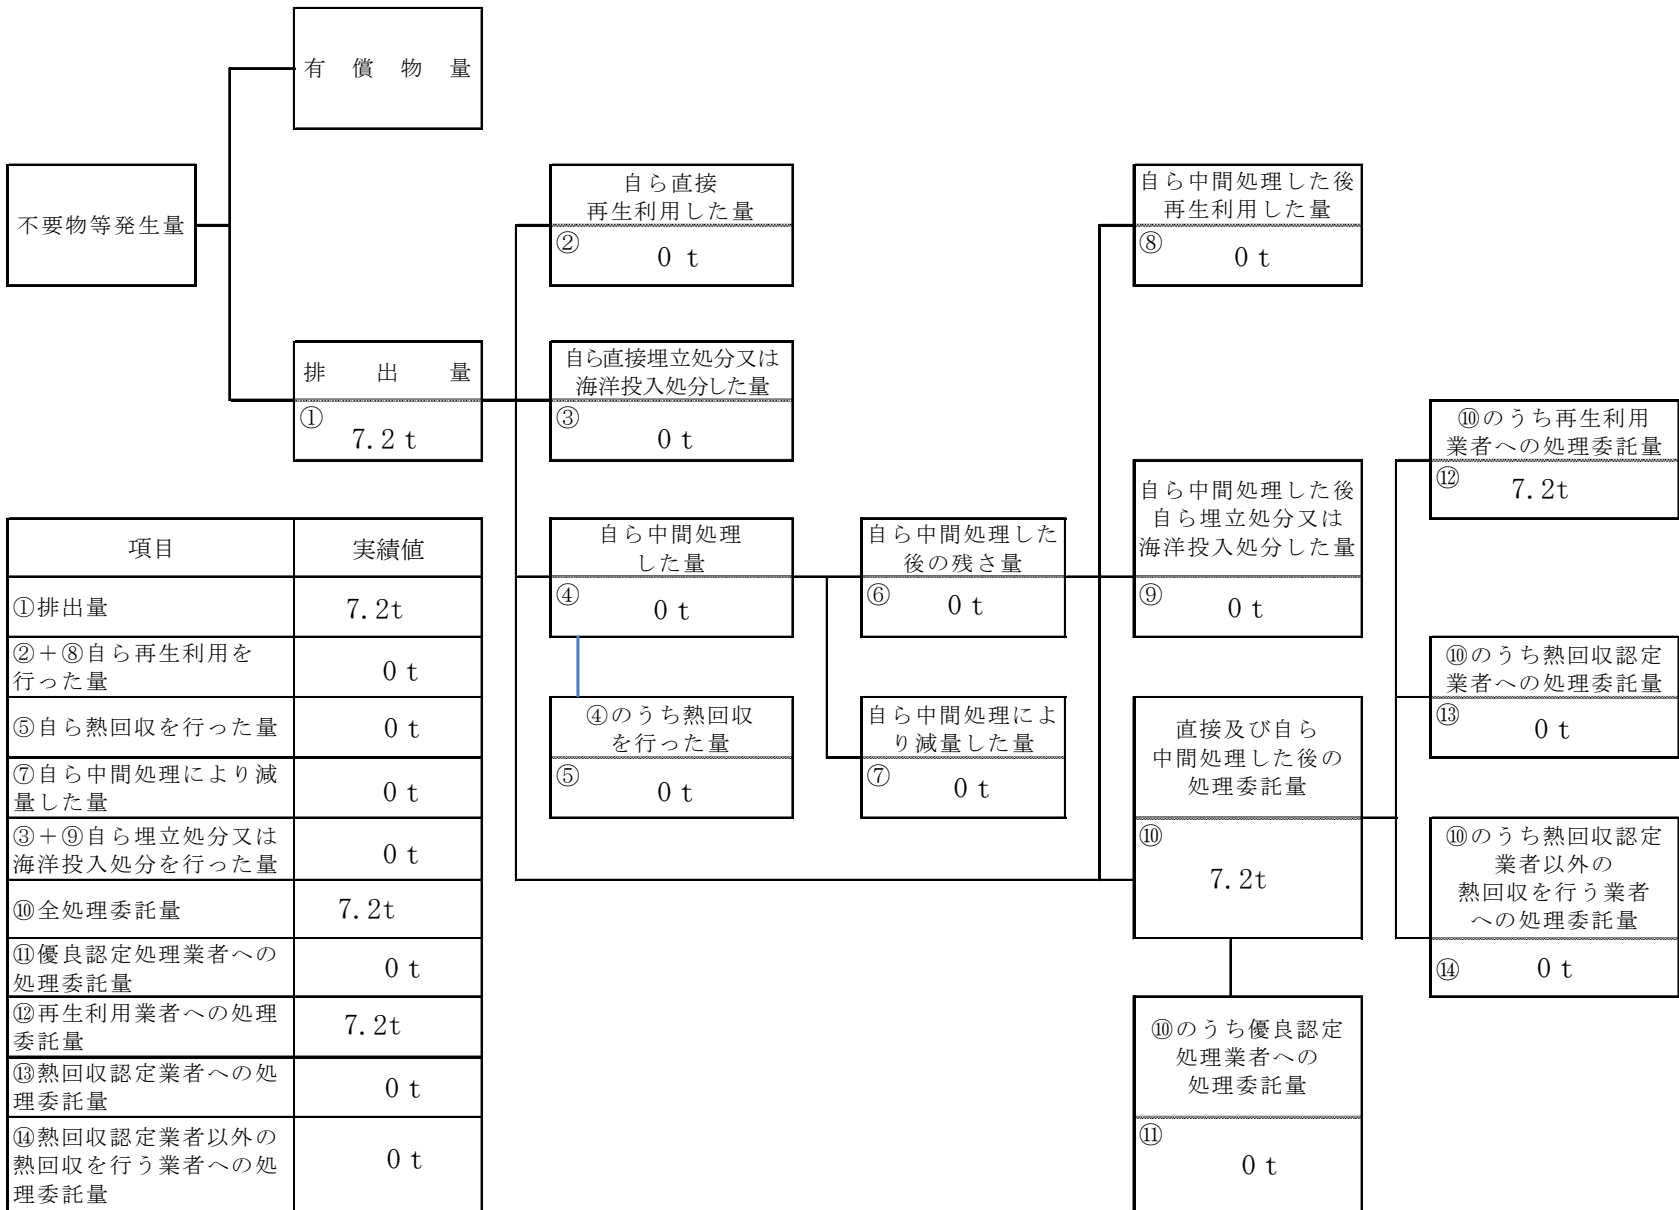 有償物量
不要物等発生量
排出量
①
7.2 t
自ら直接
再生利用した量
②
0 t
自ら直接埋立処分又は
海洋投入処分した量
③
0 t
自ら中間処理
した量
④
0 t
④のうち熱回収
を行った量
⑤
0 t
自ら中間処理した
後の残さ量
⑥
0 t
自ら中間処理によ
り減量した量
⑦
0 t
自ら中間処理した後
再生利用した量
⑧
0 t
自ら中間処理した後
自ら埋立処分又は
海洋投入処分した量
⑨
0 t
直接及び自ら
中間処理した後の
処理委託量
⑩
7.2t
⑩のうち優良認定
処理業者への
処理委託量
⑪
0 t
⑩のうち再生利用
業者への処理委託量
⑫
7.2t
⑩のうち熱回収認定
業者への処理委託量
⑬
0 t
⑩のうち熱回収認定
業者以外の
熱回収を行う業者
への処理委託量
⑭
0 t
項目 実績値
①排出量 7.2t
②＋⑧自ら再生利用を
行った量
0 t
⑤自ら熱回収を行った量 0 t
⑦自ら中間処理により減
量した量
0 t
③＋⑨自ら埋立処分又は
海洋投入処分を行った量
0 t
⑩全処理委託量 7.2t
⑪優良認定処理業者への
処理委託量
0 t
⑫再生利用業者への処理
委託量
7.2t
⑬熱回収認定業者への処
理委託量
0 t
⑭熱回収認定業者以外の
熱回収を行う業者への処
理委託量
0 t